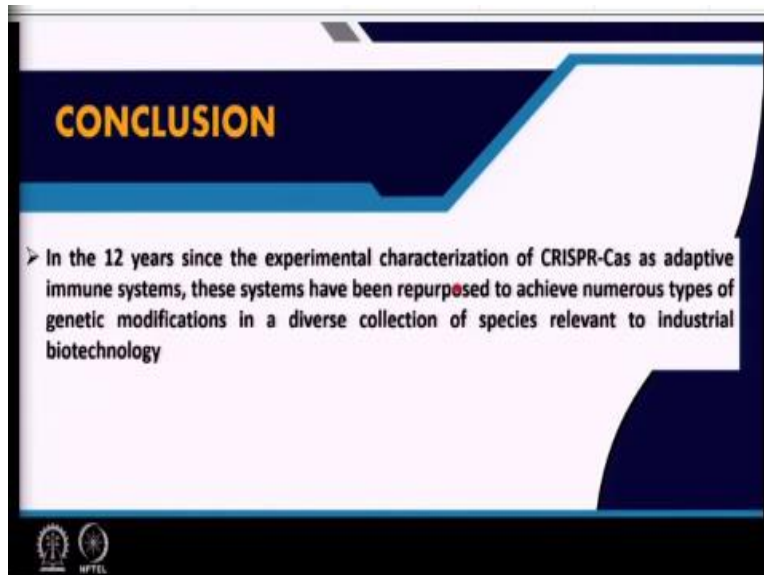 CONCLUSION
➢ In the 12 years since the experimental characterization of CRISPR-Cas as adaptive
immune systems, these systems have been repurposed to achieve numerous types of
genetic modifications in a diverse collection of species relevant to industrial
biotechnology
NPTEL